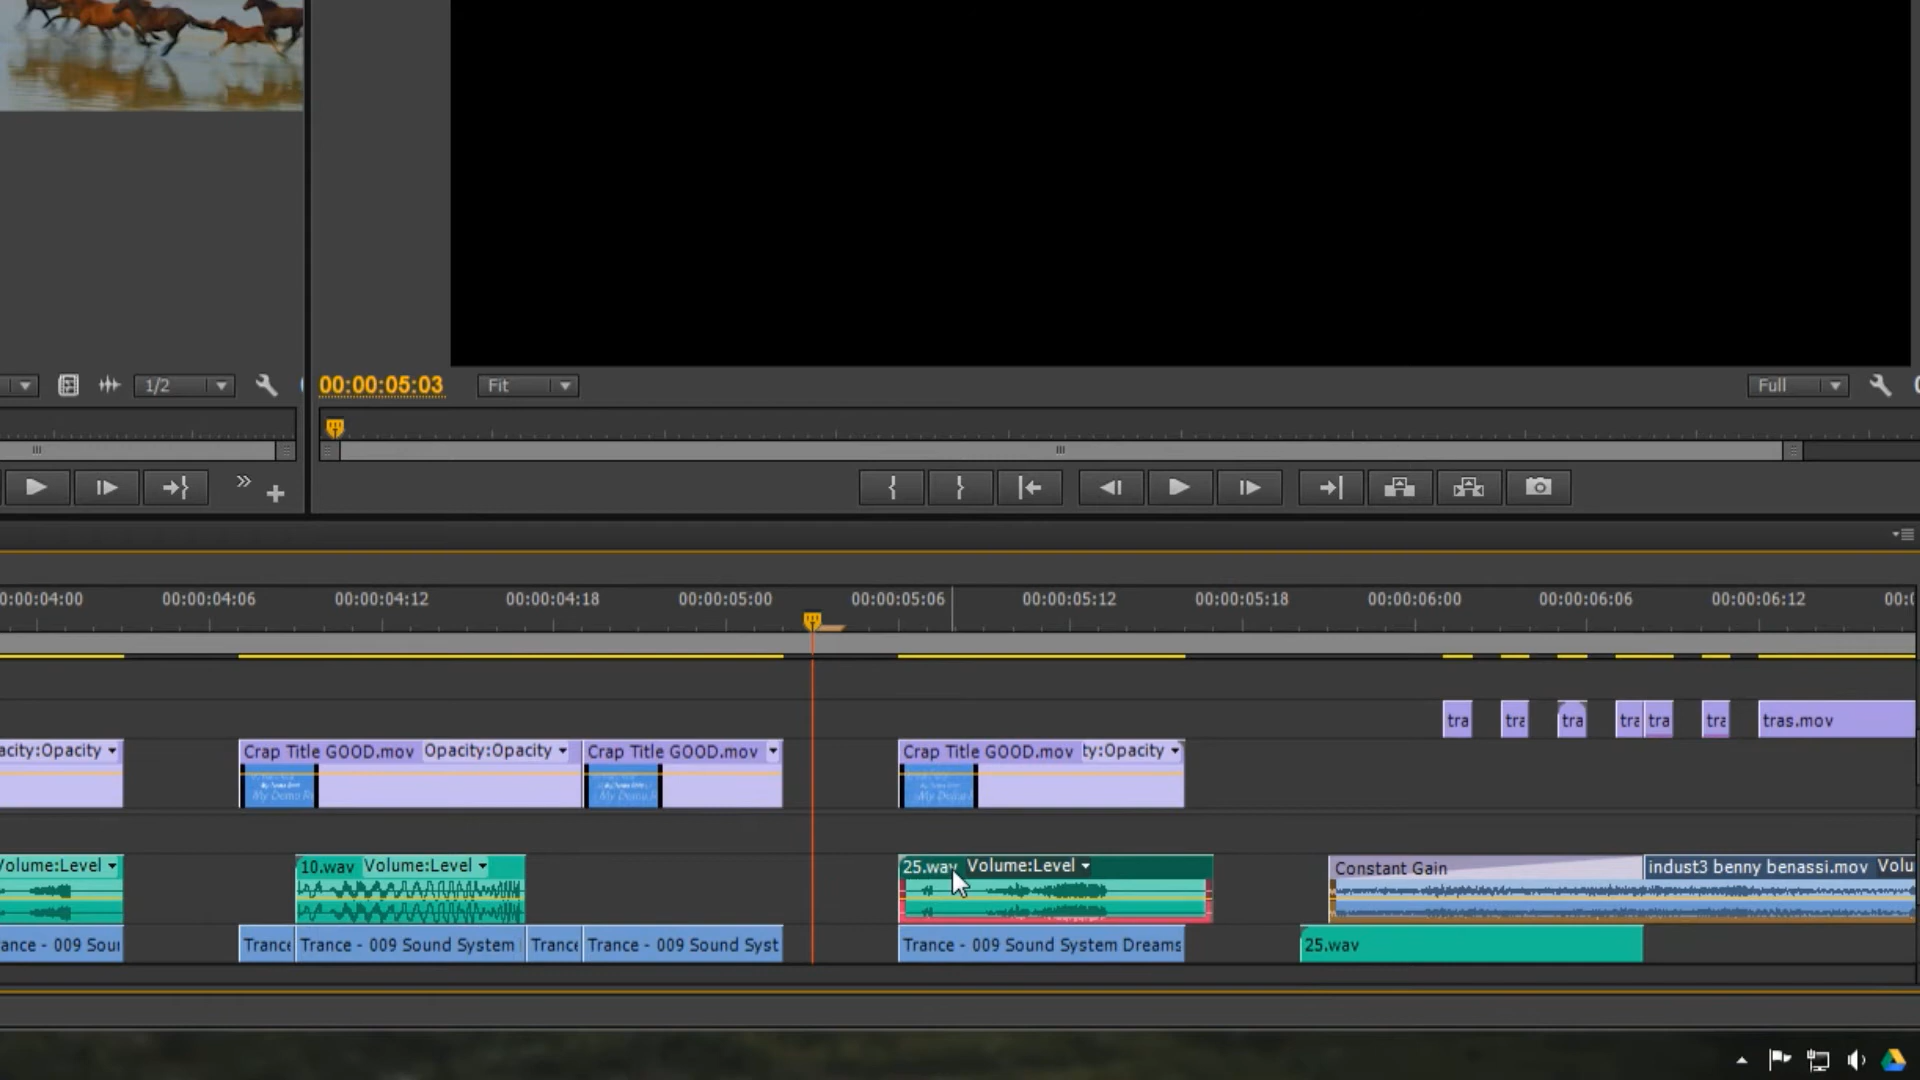 1/2
00:00:05:03
Fit
Full
0:00:04:00 00:00:04:06 00:00:04:12 00:00:04:18 00:00:05:00 00:00:05:06 00:00:05:12 00:00:05:18 00:00:06:00 00:00:06:06 00:00:06:12 00:0
tra tra tra tra tra tra tras.mov
acity:Opacity Crap Title GOOD.mov Opacity:Opacity Crap Title GOOD.mov Crap Title GOOD.mov ty:Opacity
Volume:Level 10.wav Volume:Level 25.wav Volume:Level Constant Gain indust3 benny benassi.mov Volu
ance - 009 Sou Trance Trance - 009 Sound System Trance Trance - 009 Sound Syst Trance - 009 Sound System Dreams 25.wav